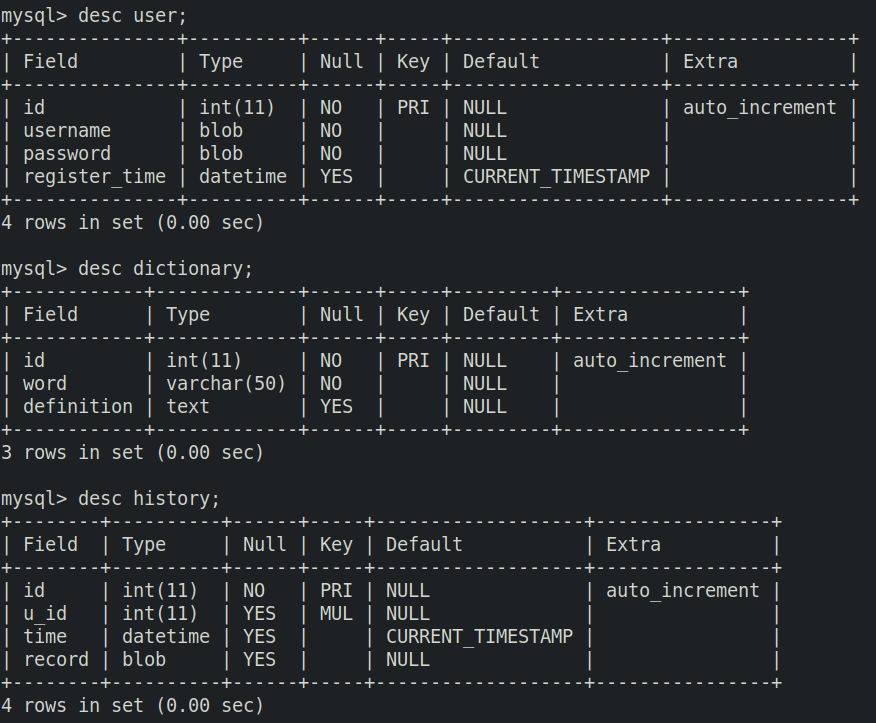 mysql> desc user;
+---------------+----------+------+-----+-------------------+----------------+
| Field         | Type     | Null | Key | Default           | Extra          |
+---------------+----------+------+-----+-------------------+----------------+
| id            | int(11)  | NO   | PRI | NULL              | auto_increment |
| username      | blob     | NO   |     | NULL              |                |
| password      | blob     | NO   |     | NULL              |                |
| register_time | datetime | YES  |     | CURRENT_TIMESTAMP |                |
+---------------+----------+------+-----+-------------------+----------------+
4 rows in set (0.00 sec)

mysql> desc dictionary;
+------------+-------------+------+-----+---------+----------------+
| Field      | Type        | Null | Key | Default | Extra          |
+------------+-------------+------+-----+---------+----------------+
| id         | int(11)     | NO   | PRI | NULL    | auto_increment |
| word       | varchar(50) | NO   |     | NULL    |                |
| definition | text        | YES  |     | NULL    |                |
+------------+-------------+------+-----+---------+----------------+
3 rows in set (0.00 sec)

mysql> desc history;
+--------+----------+------+-----+-------------------+----------------+
| Field  | Type     | Null | Key | Default           | Extra          |
+--------+----------+------+-----+-------------------+----------------+
| id     | int(11)  | NO   | PRI | NULL              | auto_increment |
| u_id   | int(11)  | YES  | MUL | NULL              |                |
| time   | datetime | YES  |     | CURRENT_TIMESTAMP |                |
| record | blob     | YES  |     | NULL              |                |
+--------+----------+------+-----+-------------------+----------------+
4 rows in set (0.00 sec)